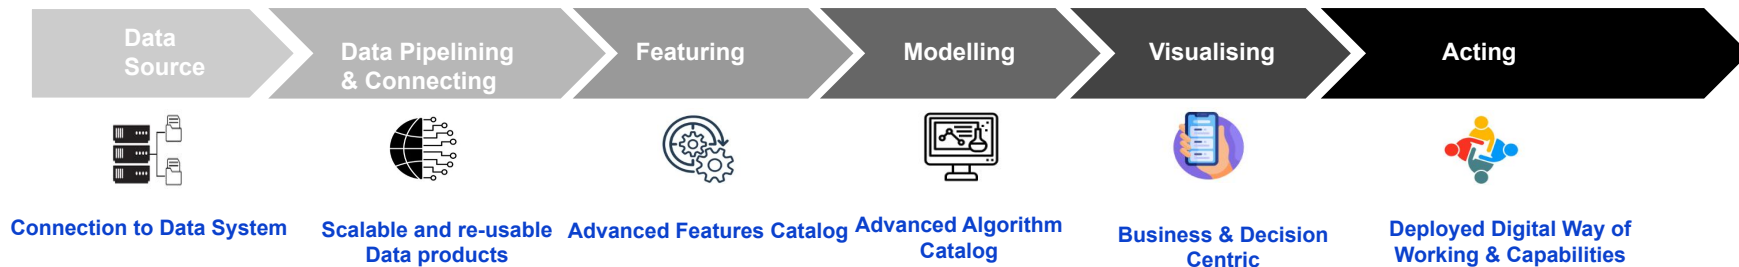 Data
Source
Data Pipelining
& Connecting
Featuring
Modelling
Visualising
Acting
Connection to Data System
Scalable and re-usable
Data products
Advanced Features Catalog
Advanced Algorithm
Catalog
Business & Decision
Centric
Deployed Digital Way of
Working & Capabilities